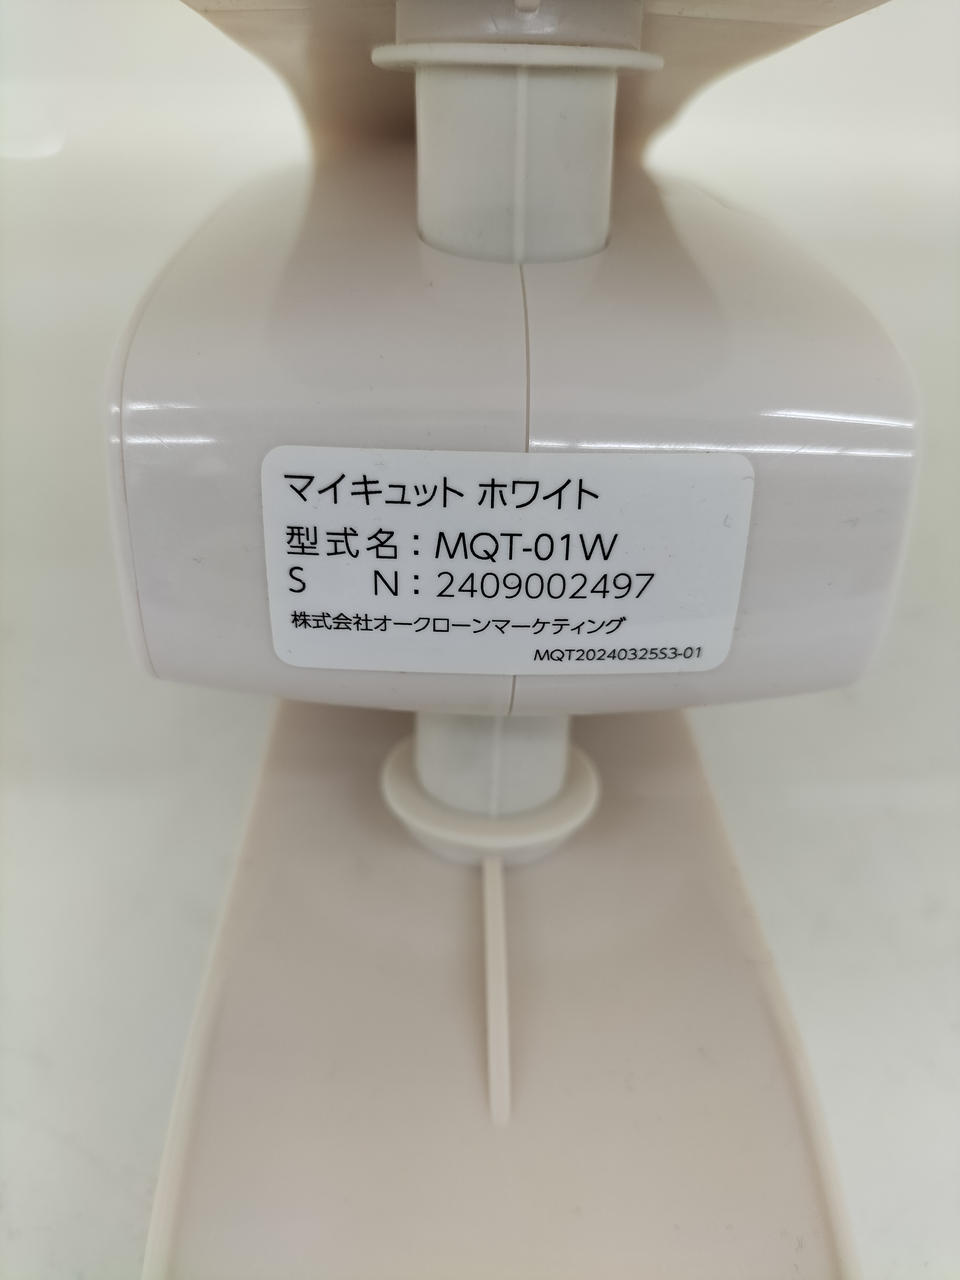 マイキュット ホワイト
型式名：MQT-01W
S N：2409002497
株式会社オークローンマーケティング
MQT20240325S3-01